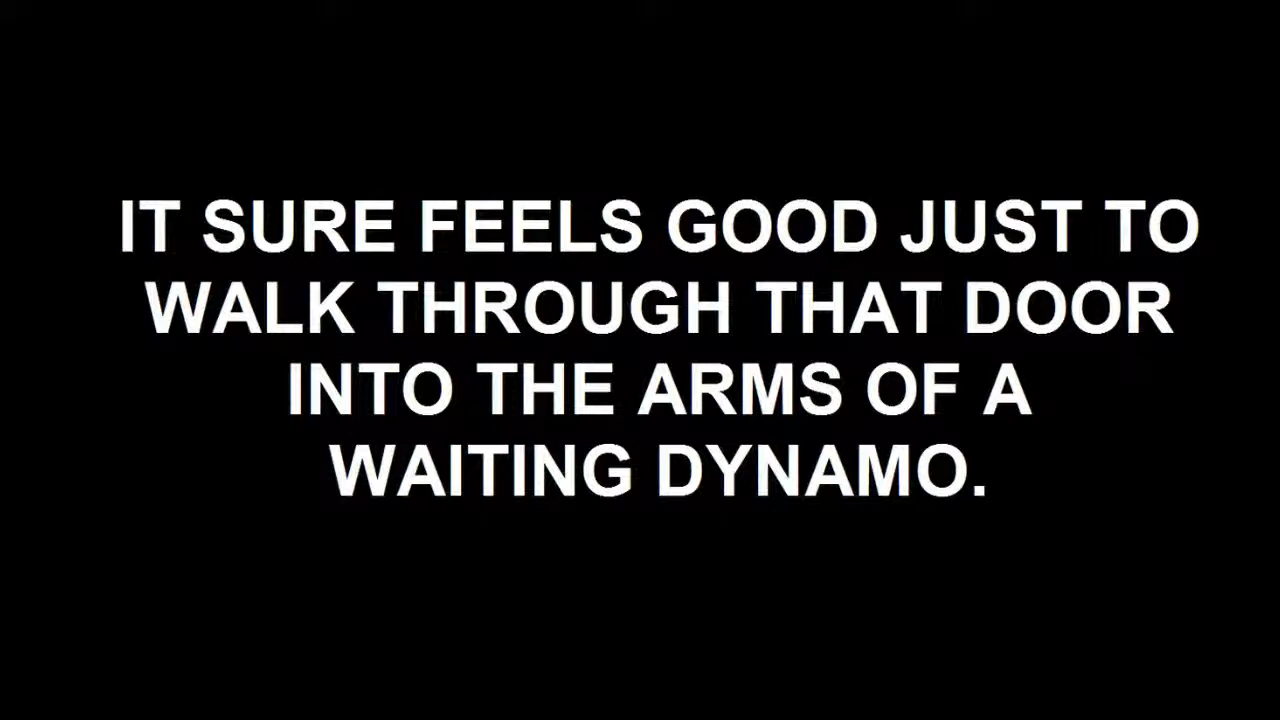 IT SURE FEELS GOOD JUST TO
WALK THROUGH THAT DOOR
INTO THE ARMS OF A
WAITING DYNAMO.